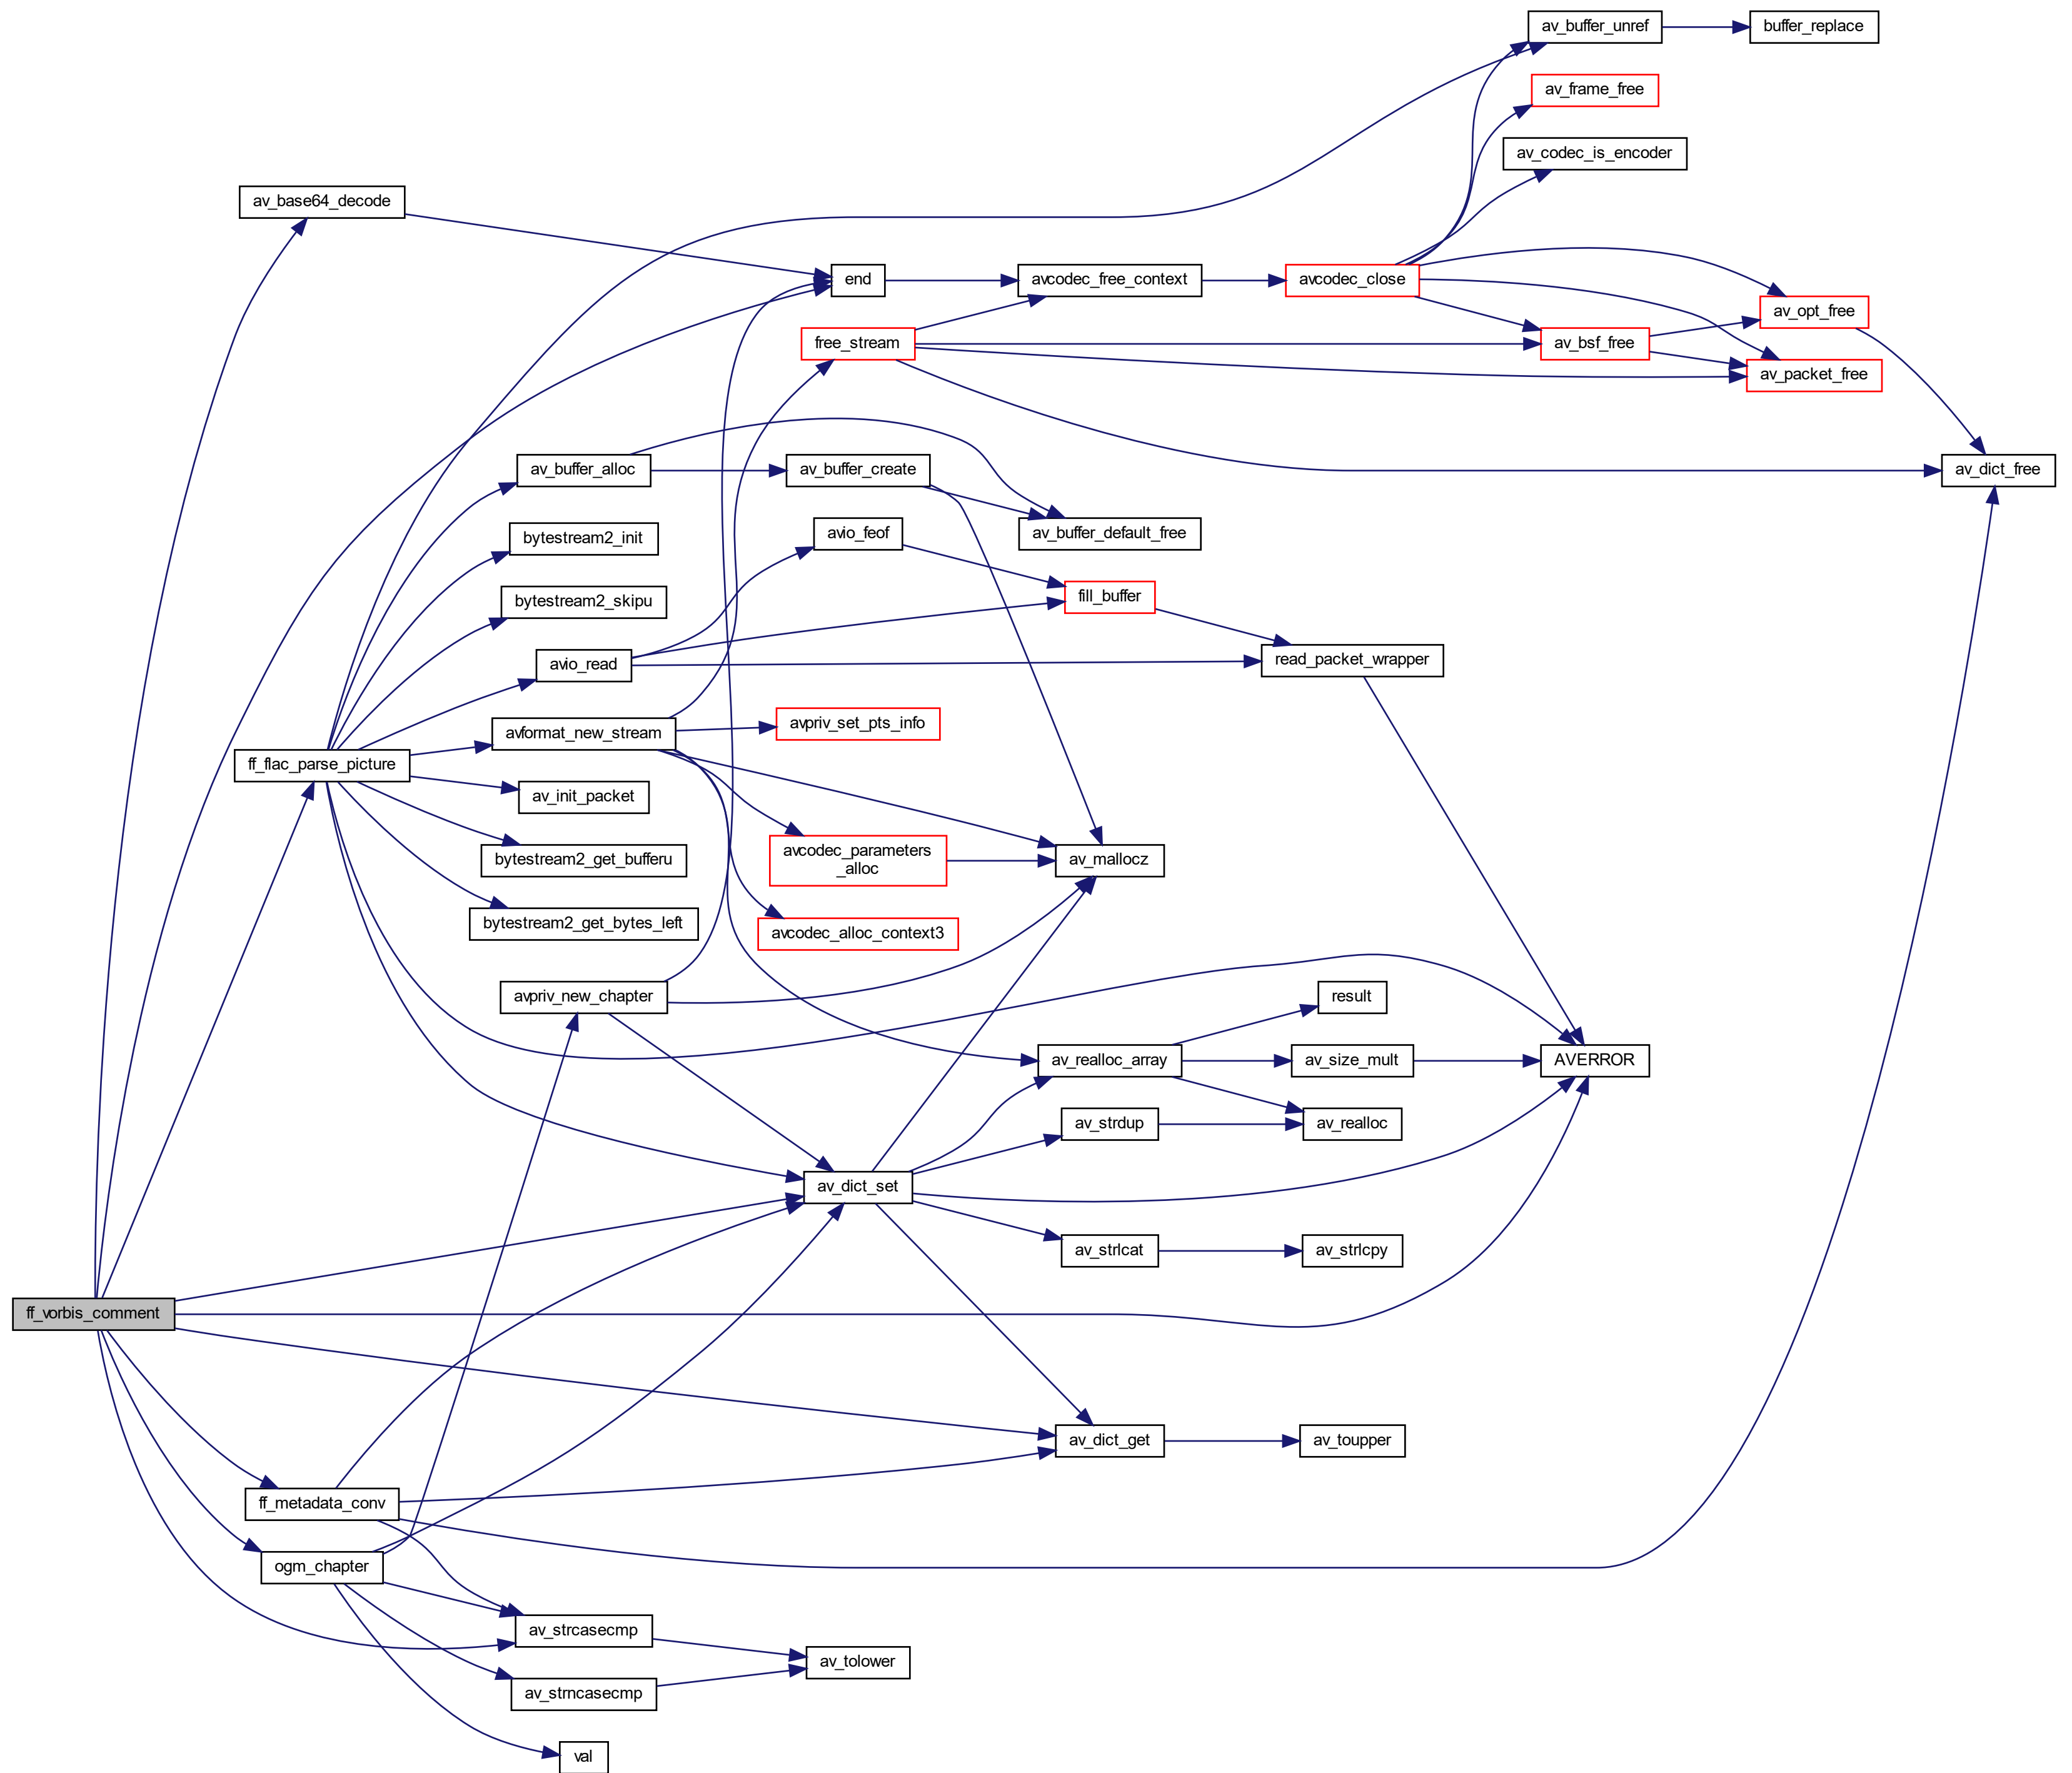 av_buffer_unref
buffer_replace
av_frame_free
av_codec_is_encoder
av_base64_decode
end
avcodec_free_context
avcodec_close
av_opt_free
free_stream
av_bsf_free
av_packet_free
av_buffer_alloc
av_buffer_create
av_dict_free
bytestream2_init
avio_feof
av_buffer_default_free
bytestream2_skipu
fill_buffer
avio_read
read_packet_wrapper
avformat_new_stream
avpriv_set_pts_info
ff_flac_parse_picture
av_init_packet
bytestream2_get_bufferu
avcodec_parameters
_alloc
av_mallocz
bytestream2_get_bytes_left
avcodec_alloc_context3
avpriv_new_chapter
result
av_realloc_array
av_size_mult
AVERROR
av_strdup
av_realloc
av_dict_set
av_strlcat
av_strlcpy
ff_vorbis_comment
av_dict_get
av_toupper
ff_metadata_conv
ogm_chapter
av_strcasecmp
av_tolower
av_strncasecmp
val